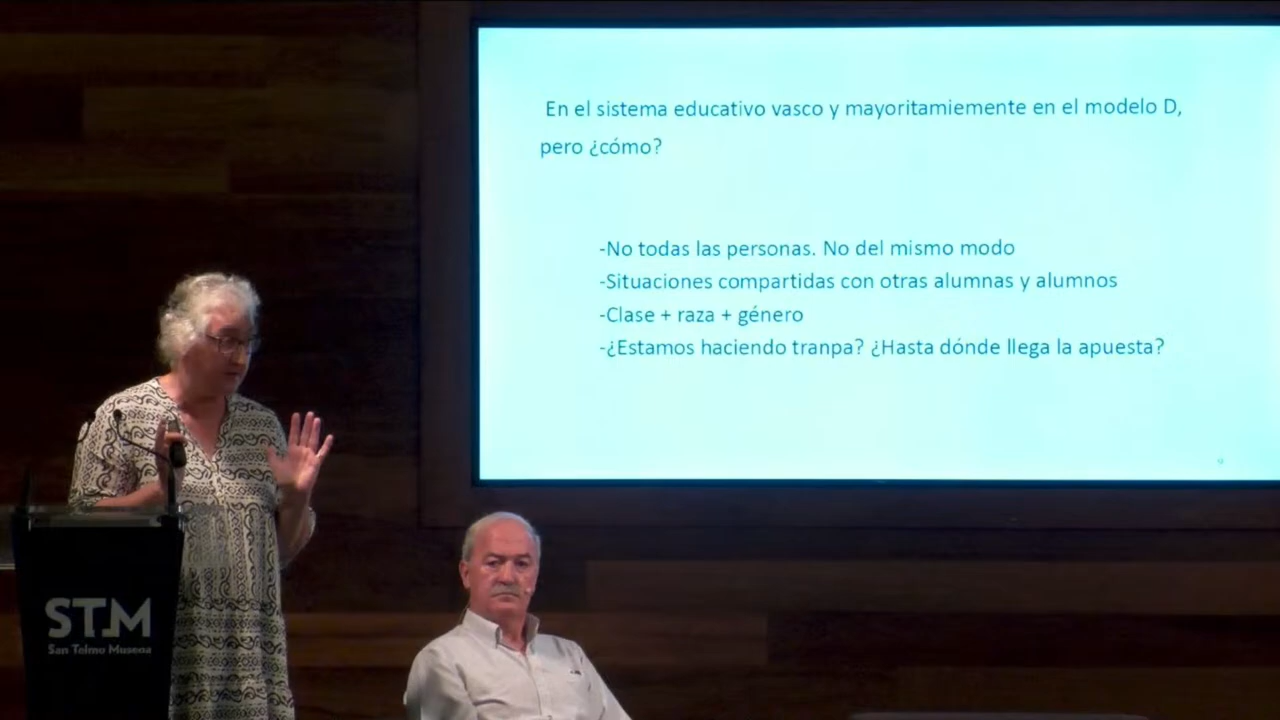 En el sistema educativo vasco y mayoritamiemente en el modelo D,
pero ¿cómo?
-No todas las personas. No del mismo modo
-Situaciones compartidas con otras alumnas y alumnos
-Clase + raza + género
-¿Estamos haciendo tranpa? ¿Hasta dónde llega la apuesta?
STM
San Telmo Museoa